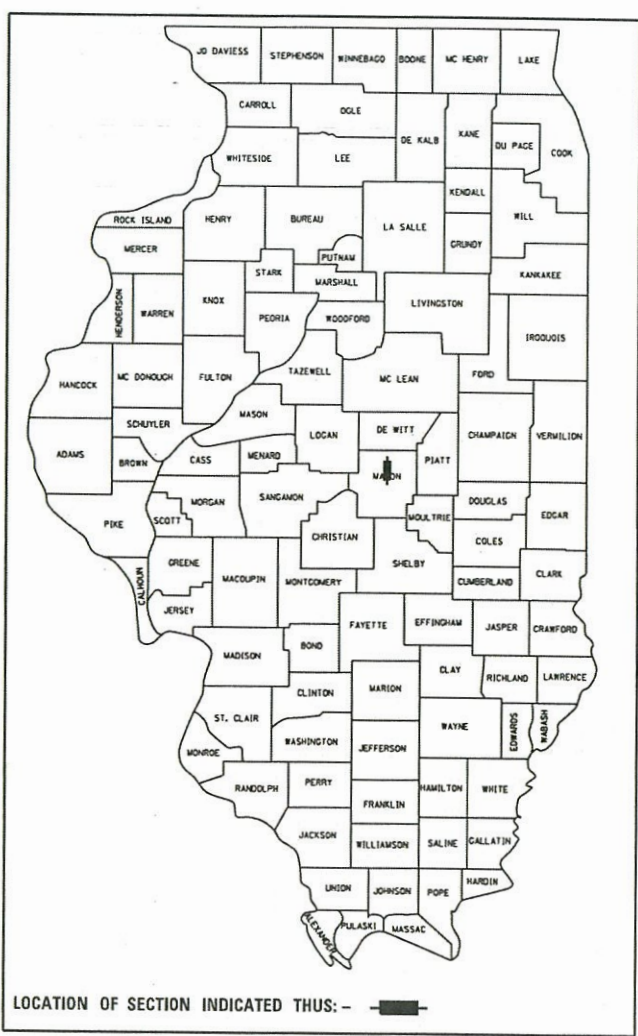 JO DAVIESS STEPHENSON WINNEBAGO BOONE MC HENRY LAKE
CARROLL OGLE DE KALB KANE DU PAGE COOK
WHITESIDE LEE KENDALL WILL
ROCK ISLAND HENRY BUREAU LA SALLE GRUNDY
MERCER PUTNAM KANKAKEE
STARK MARSHALL
HENDERSON WARREN KNOX PEORIA WOODFORD LIVINGSTON IROQUOIS
HANCOCK MC DONOUGH FULTON TAZEWELL MC LEAN FORD
SCHUYLER MASON LOGAN DE WITT CHAMPAIGN VERMILION
ADAMS BROWN CASS MENARD PIATT
PIKE SCOTT MORGAN SANGAMON MACON MOULTRIE DOUGLAS EDGAR
CHRISTIAN COLES
CALHOUN GREENE MACOUPIN MONTGOMERY SHELBY CUMBERLAND CLARK
JERSEY
FAYETTE EFFINGHAM JASPER CRAWFORD
MADISON BOND CLAY RICHLAND LAWRENCE
CLINTON MARION
ST. CLAIR WAYNE EDWARDS WABASH
MONROE WASHINGTON JEFFERSON
RANDOLPH PERRY HAMILTON WHITE
FRANKLIN
JACKSON WILLIAMSON SALINE GALLATIN
UNION JOHNSON POPE HARDIN
ALEXANDER PULASKI MASSAC
LOCATION OF SECTION INDICATED THUS: -